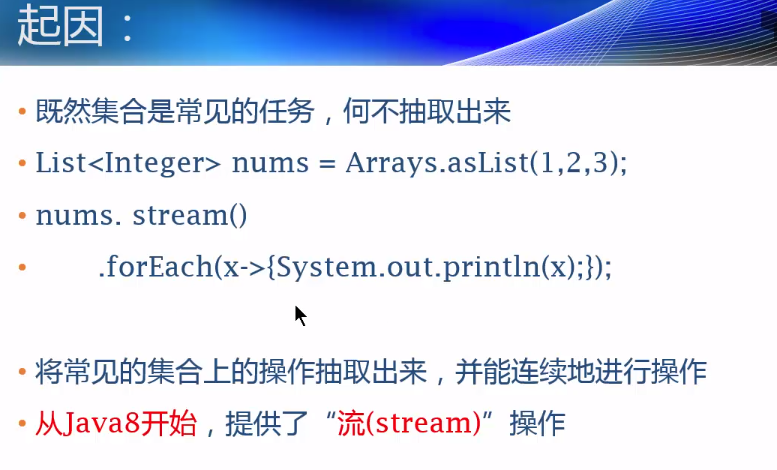 起因：
既然集合是常见的任务，何不抽取出来
List<Integer> nums = Arrays.asList(1,2,3);
nums. stream()
.forEach(x->{System.out.println(x);});
将常见的集合上的操作抽取出来，并能连续地进行操作
从Java8开始，提供了“流(stream)”操作